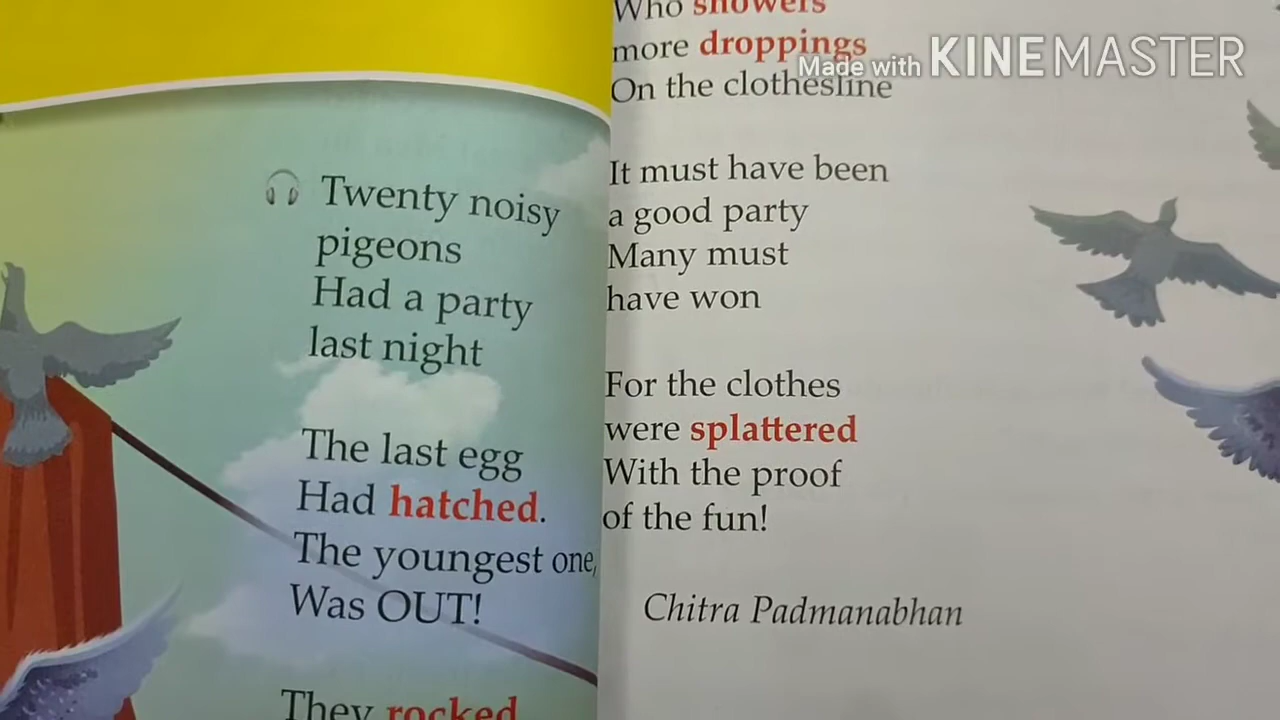 Twenty noisy
pigeons
Had a party
last night
The last egg
Had hatched.
The youngest one,
Was OUT!
They rocked
Who showers
more droppings
On the clothesline
It must have been
a good party
Many must
have won
For the clothes
were splattered
With the proof
of the fun!
Chitra Padmanabhan
Made with KINEMASTER